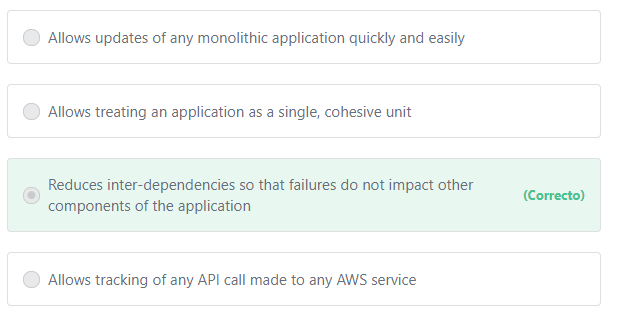 Allows updates of any monolithic application quickly and easily
Allows treating an application as a single, cohesive unit
Reduces inter-dependencies so that failures do not impact other
components of the application
(Correcto)
Allows tracking of any API call made to any AWS service